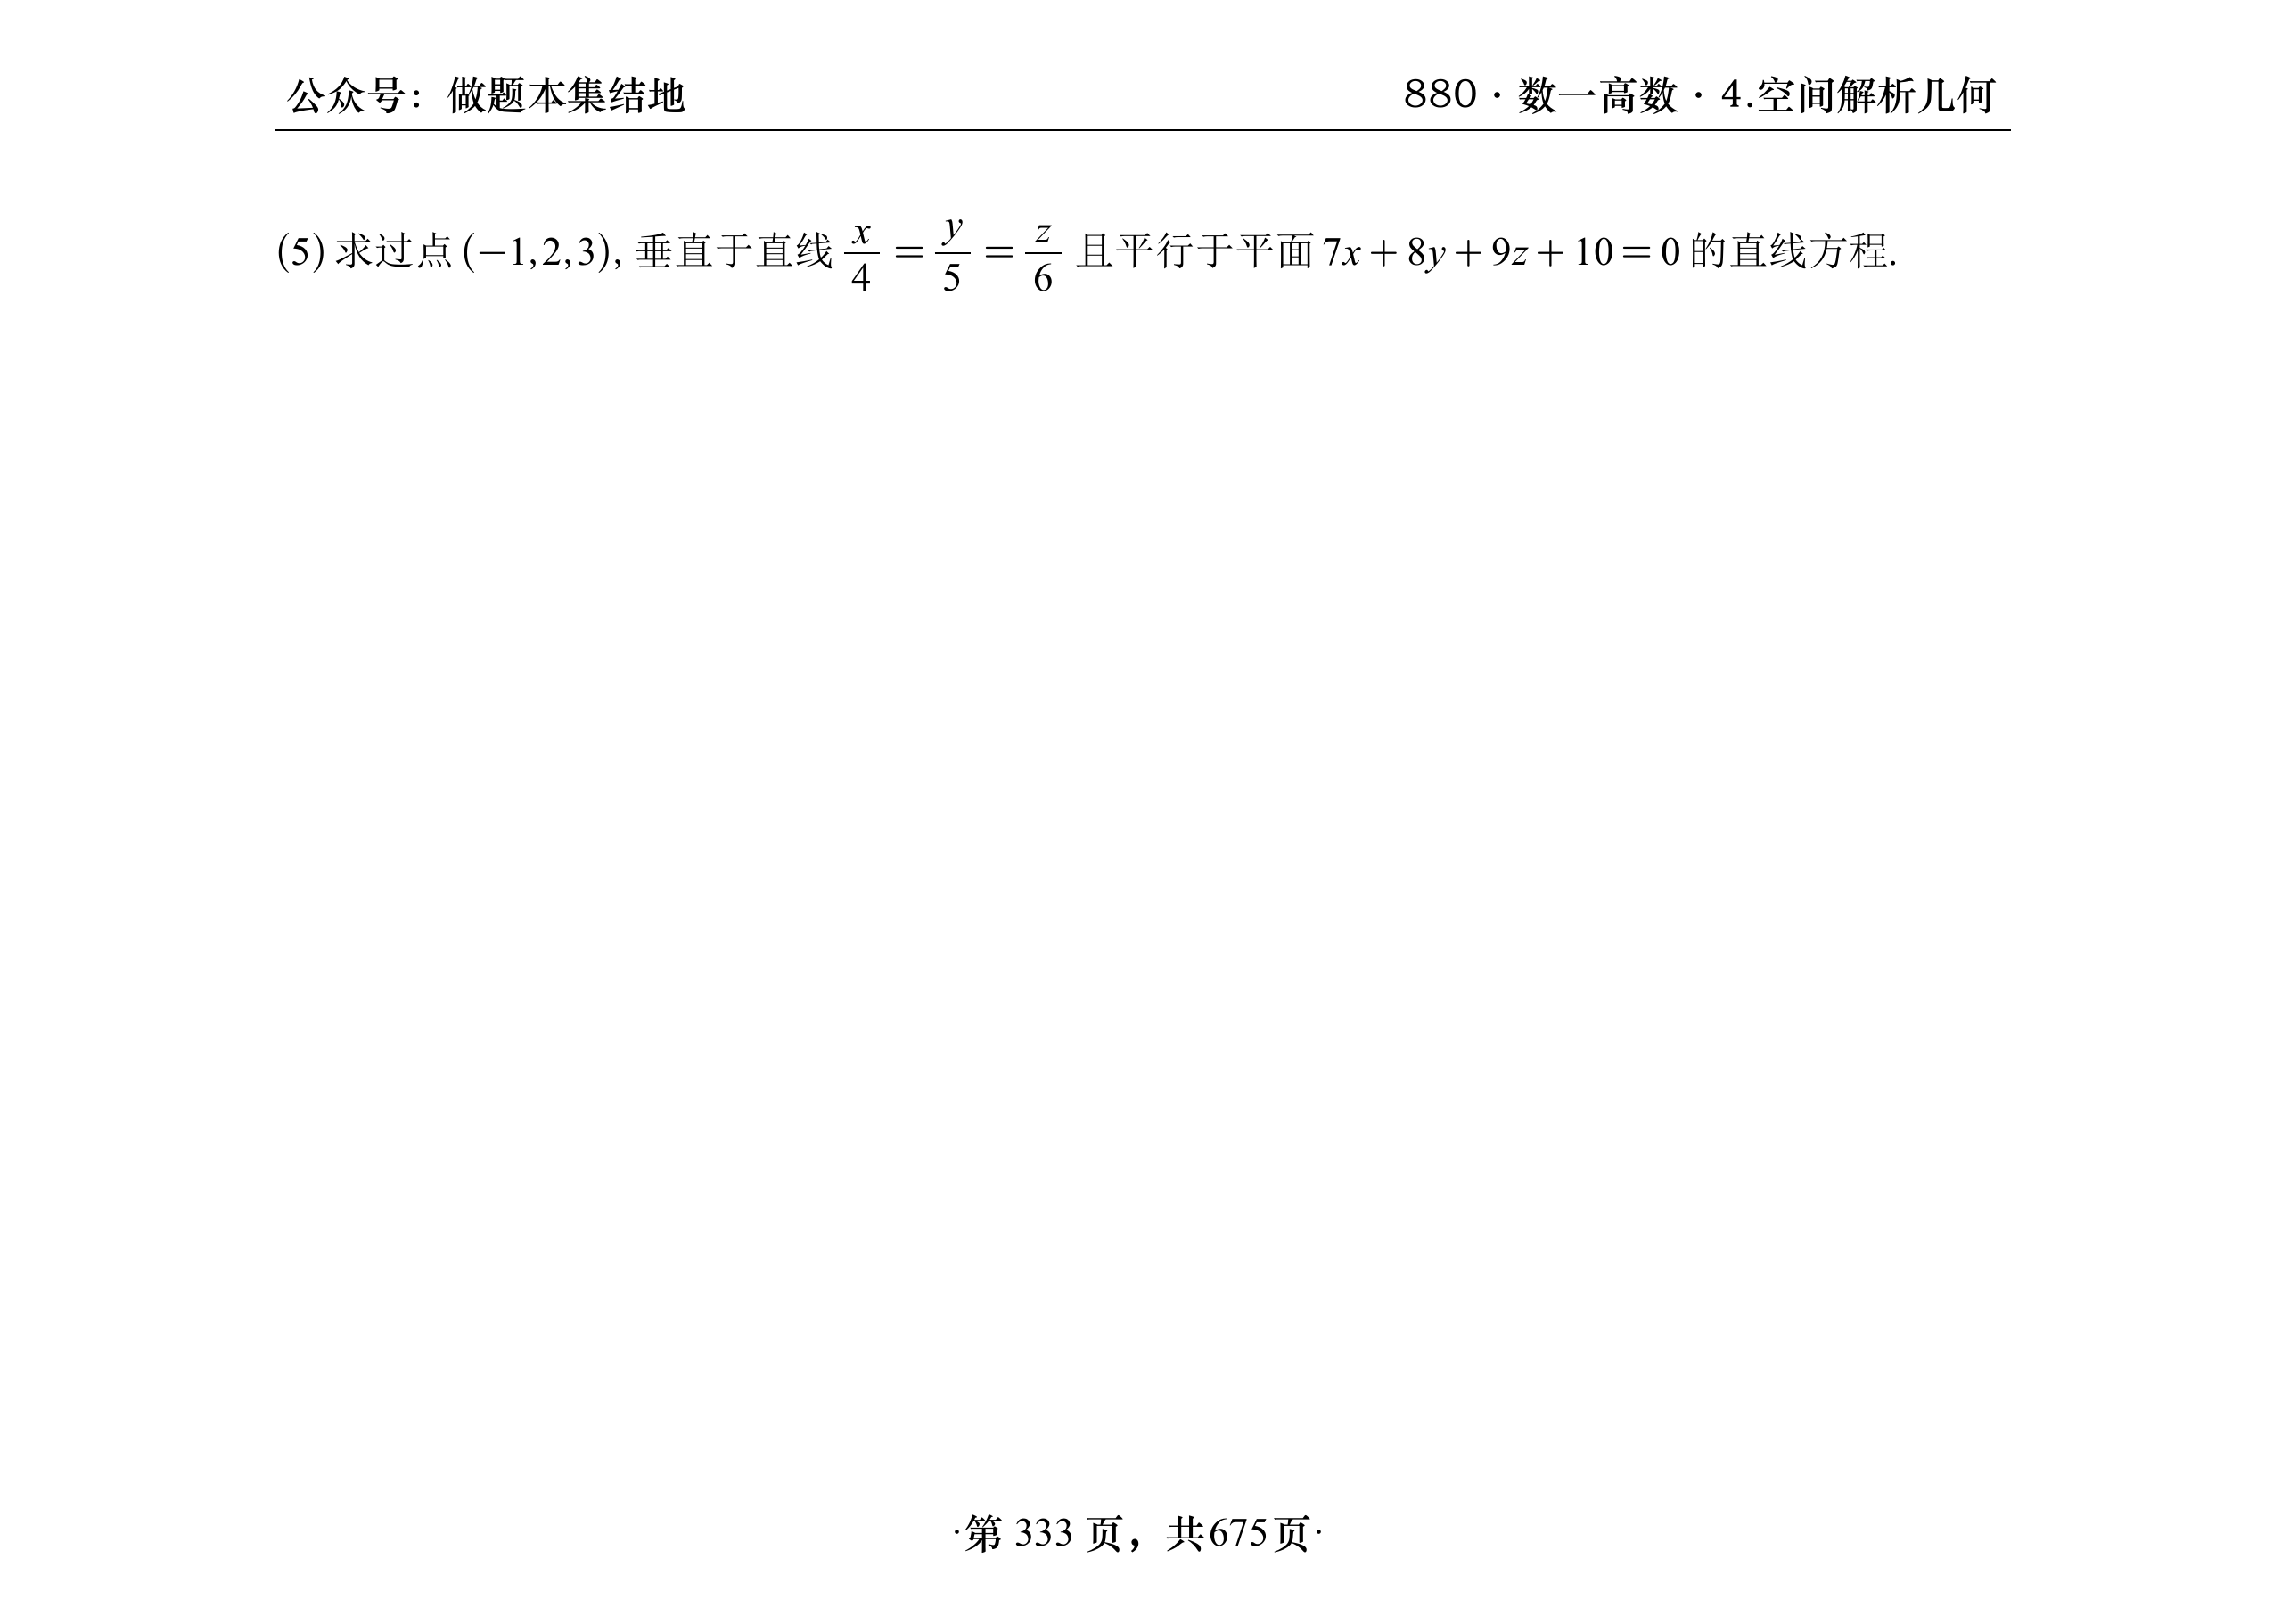 公众号：做题本集结地
880·数一高数·4.空间解析几何
(5) 求过点 (−1,2,3), 垂直于直线 x/4 = y/5 = z/6 且平行于平面 7x+8y+9z+10=0 的直线方程.
·第 333 页，共675页·